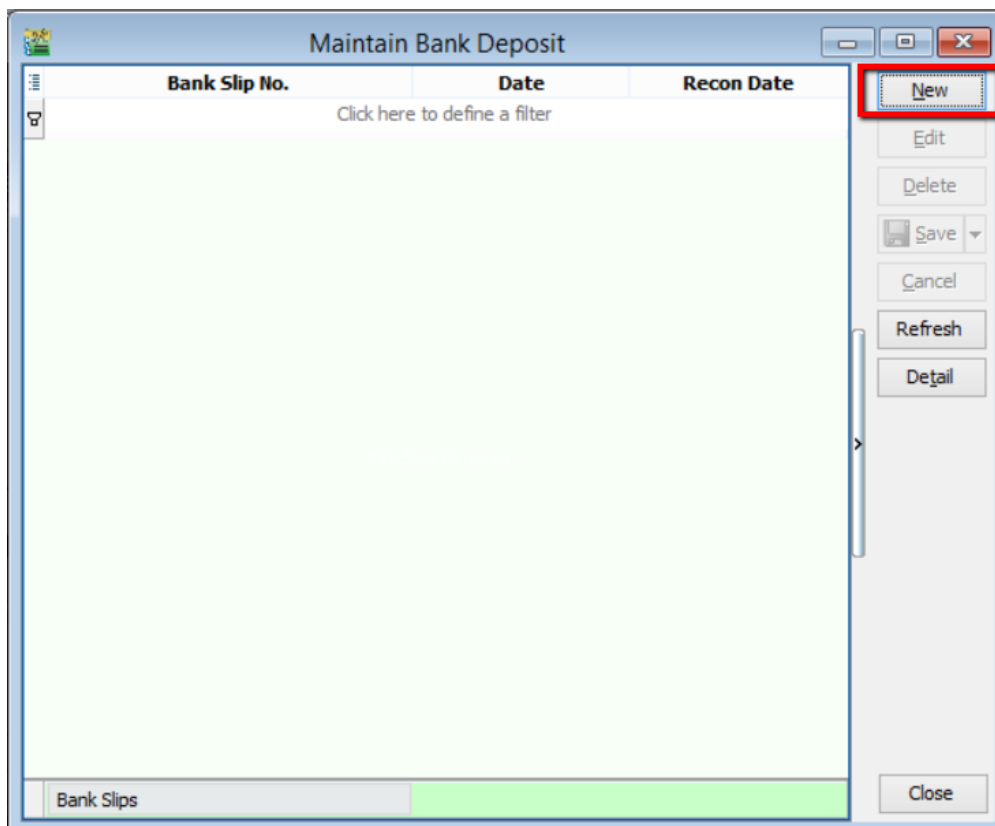 Maintain Bank Deposit
Bank Slip No. Date Recon Date
Click here to define a filter
New
Edit
Delete
Save
Cancel
Refresh
Detail
Bank Slips
Close